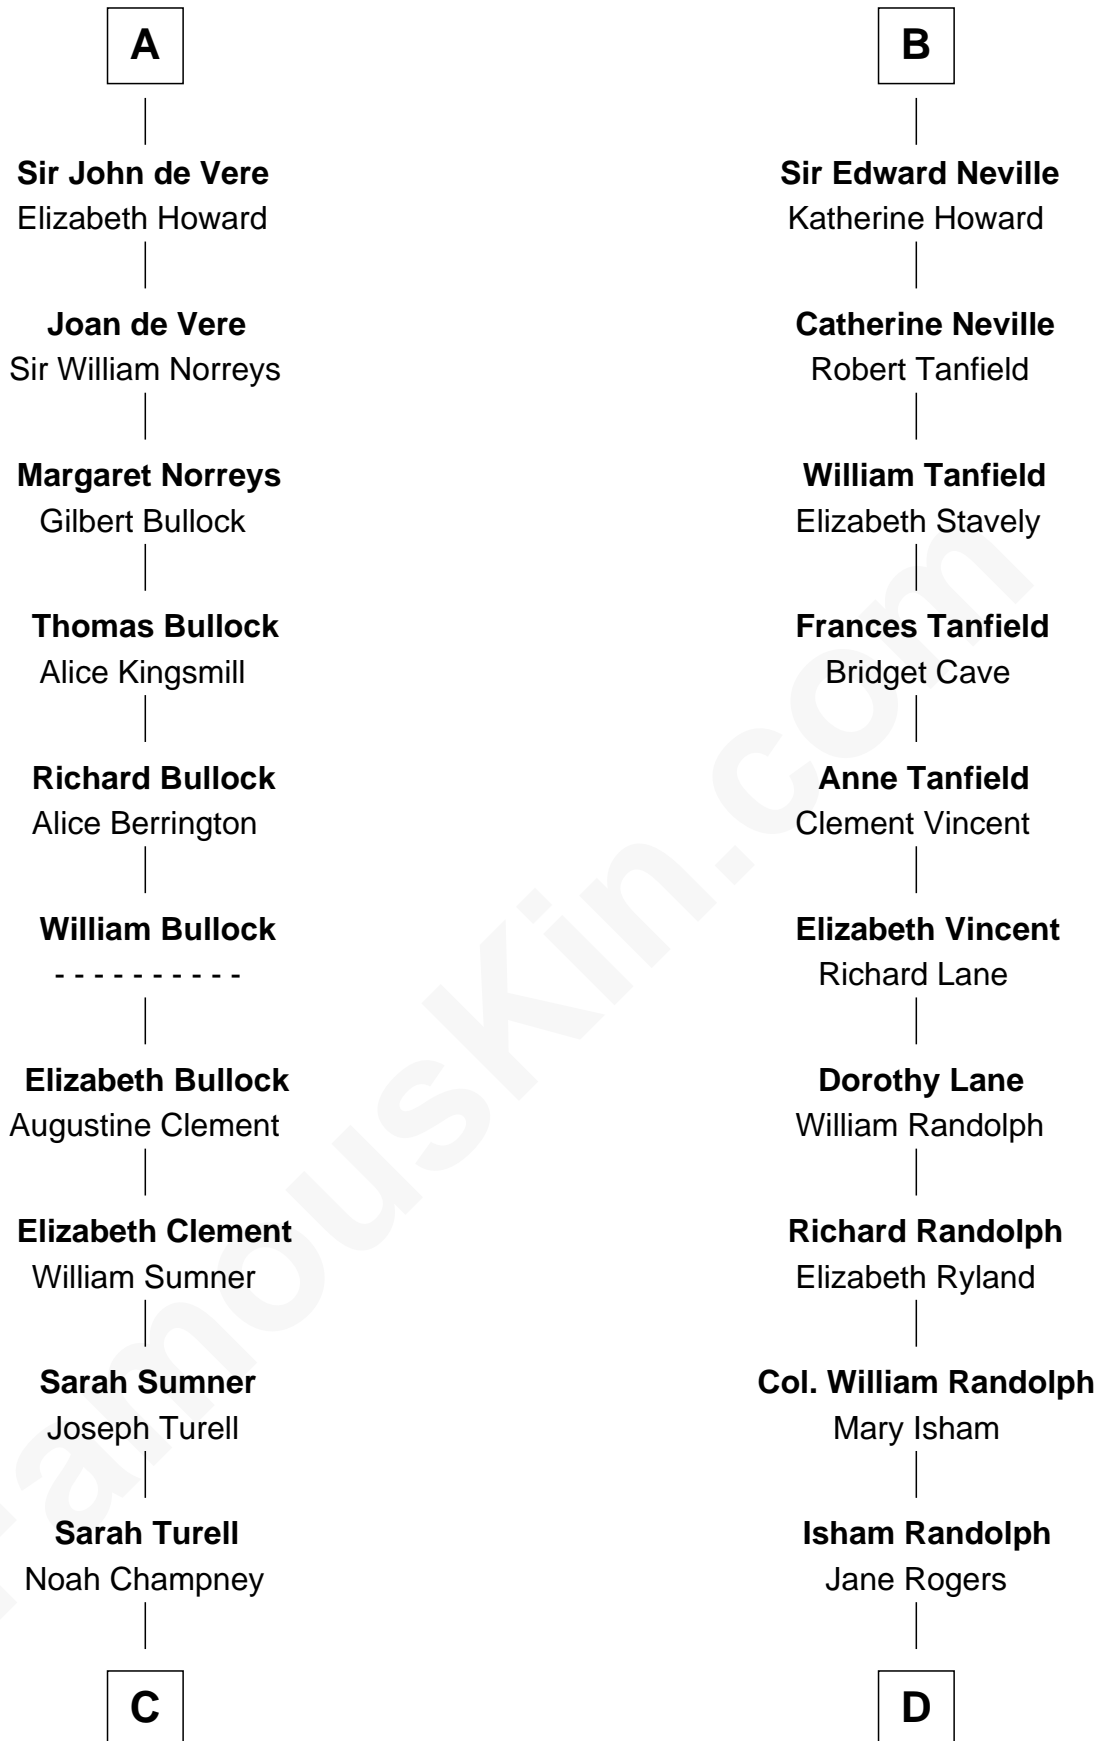 A
Sir John de Vere
Elizabeth Howard
Joan de Vere
Sir William Norreys
Margaret Norreys
Gilbert Bullock
Thomas Bullock
Alice Kingsmill
Richard Bullock
Alice Berrington
William Bullock
- - - - - - - - - -
Elizabeth Bullock
Augustine Clement
Elizabeth Clement
William Sumner
Sarah Sumner
Joseph Turell
Sarah Turell
Noah Champney
C
B
Sir Edward Neville
Katherine Howard
Catherine Neville
Robert Tanfield
William Tanfield
Elizabeth Stavely
Frances Tanfield
Bridget Cave
Anne Tanfield
Clement Vincent
Elizabeth Vincent
Richard Lane
Dorothy Lane
William Randolph
Richard Randolph
Elizabeth Ryland
Col. William Randolph
Mary Isham
Isham Randolph
Jane Rogers
D
FamousKin.com